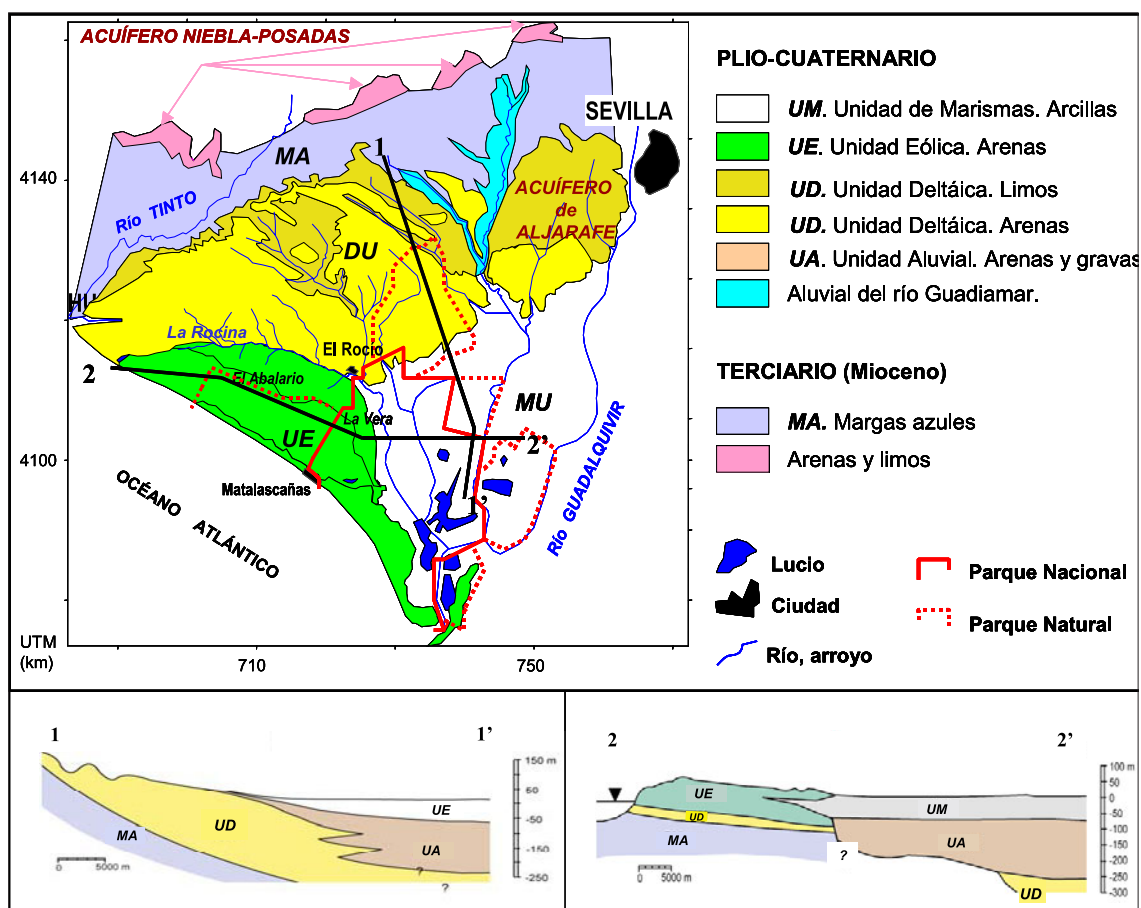 ACUÍFERO NIEBLA-POSADAS
SEVILLA
MA
1
4140
Río TINTO
ACUÍFERO
de
ALJARAFE
DU
HU
La Rocina
El Rocío
2
El Abalario
MU
La Vera
UE
2'
4100
Matalascañas
1'
OCÉANO ATLÁNTICO
Río GUADALQUIVIR
UTM
(km)
710
750
PLIO-CUATERNARIO
UM. Unidad de Marismas. Arcillas
UE. Unidad Eólica. Arenas
UD. Unidad Deltáica. Limos
UD. Unidad Deltáica. Arenas
UA. Unidad Aluvial. Arenas y gravas
Aluvial del río Guadiamar.
TERCIARIO (Mioceno)
MA. Margas azules
Arenas y limos
Lucio
Ciudad
Río, arroyo
Parque Nacional
Parque Natural
1
1'
150 m
50
-50
-150
-250
UE
UD
MA
UA
?
?
0 5000 m
2
2'
100 m
0
-50
-100
-150
-200
-250
-300
UE
UM
UD
MA
?
UA
UD
0 5000 m